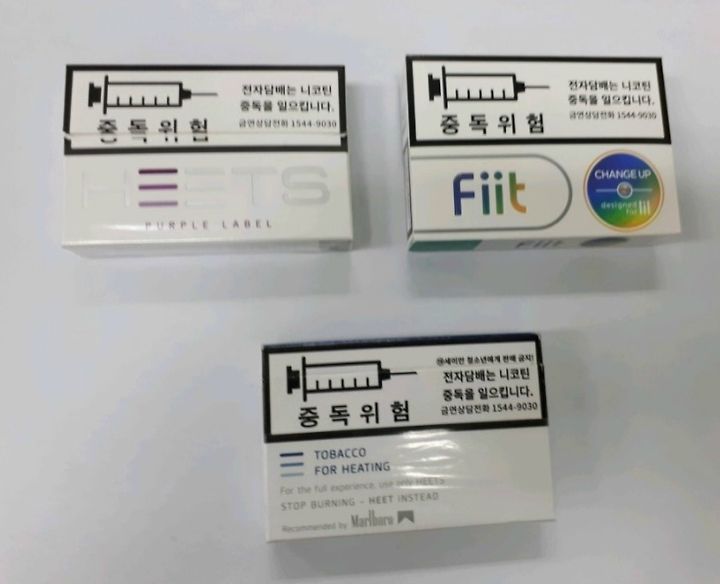 전자담배는 니코틴
중독을 일으킵니다.
금연상담전화 1544-9030
중독위험
HEETS
PURPLE LABEL
전자담배는 니코틴
중독을 일으킵니다.
금연상담전화 1544-9030
중독위험
Fiit
CHANGE UP
designed
for lil
Fiit
⑲세미만 청소년에게 판매 금지!
전자담배는 니코틴
중독을 일으킵니다.
금연상담전화 1544-9030
중독위험
TOBACCO
FOR HEATING
For the full experience, use only HEETS
STOP BURNING - HEET INSTEAD
Recommended by Marlboro